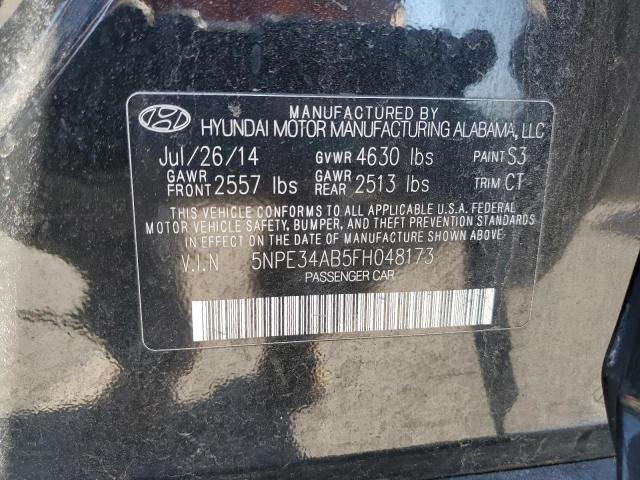 MANUFACTURED BY
HYUNDAI MOTOR MANUFACTURING ALABAMA, LLC
Jul/26/14 GVWR 4630 lbs PAINT S3
GAWR FRONT 2557 lbs GAWR REAR 2513 lbs TRIM CT
THIS VEHICLE CONFORMS TO ALL APPLICABLE U.S.A. FEDERAL
MOTOR VEHICLE SAFETY, BUMPER, AND THEFT PREVENTION STANDARDS
IN EFFECT ON THE DATE OF MANUFACTURE SHOWN ABOVE.
V.I.N 5NPE34AB5FH048173
PASSENGER CAR